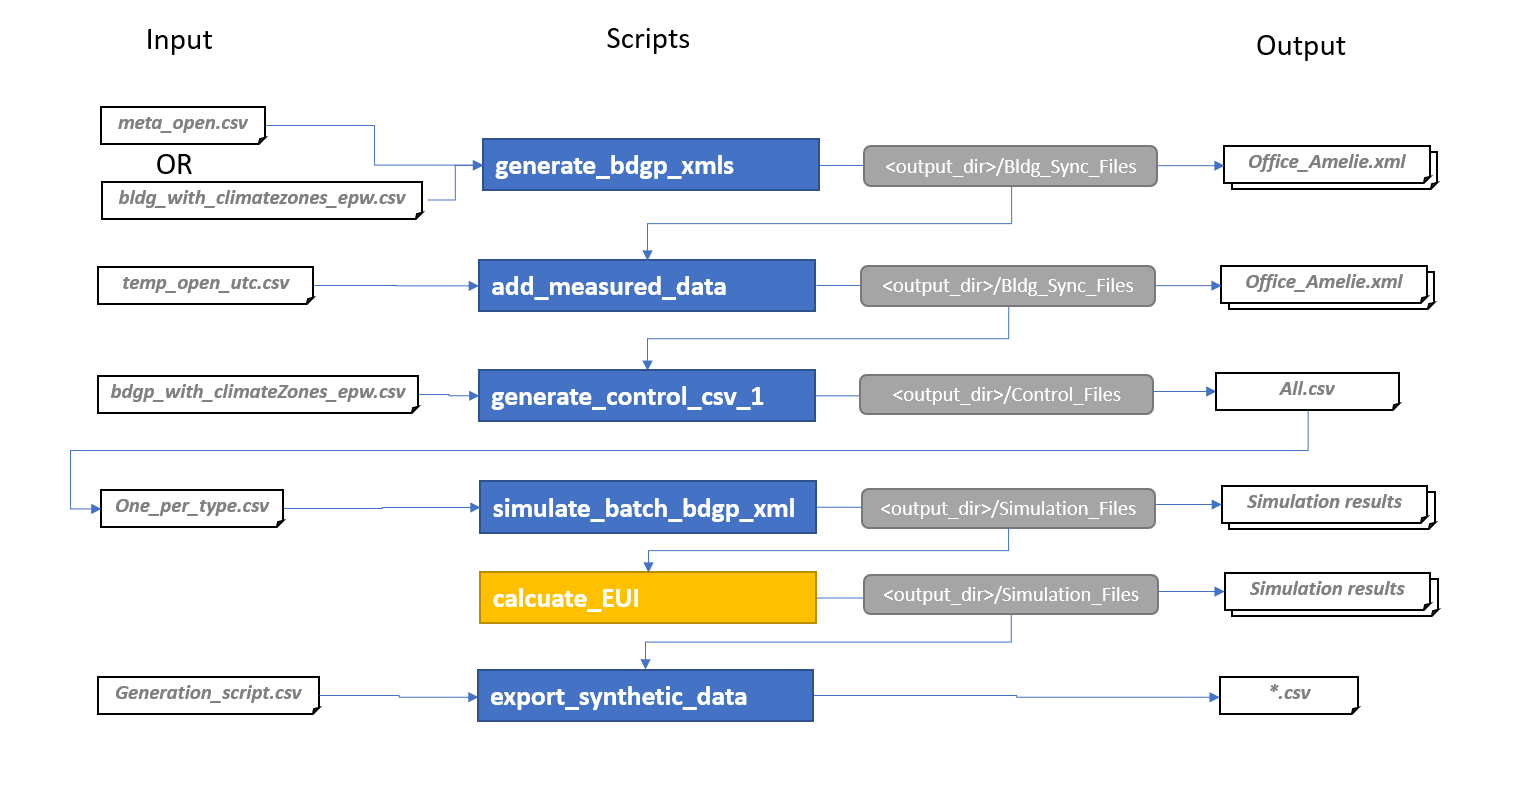 Input
Scripts
Output
meta_open.csv
OR
bldg_with_climatezones_epw.csv
generate_bdgp_xmls
<output_dir>/Bldg_Sync_Files
Office_Amelie.xml
temp_open_utc.csv
add_measured_data
<output_dir>/Bldg_Sync_Files
Office_Amelie.xml
bdgp_with_climateZones_epw.csv
generate_control_csv_1
<output_dir>/Control_Files
All.csv
One_per_type.csv
simulate_batch_bdgp_xml
<output_dir>/Simulation_Files
Simulation results
calcuate_EUI
<output_dir>/Simulation_Files
Simulation results
Generation_script.csv
export_synthetic_data
*.csv